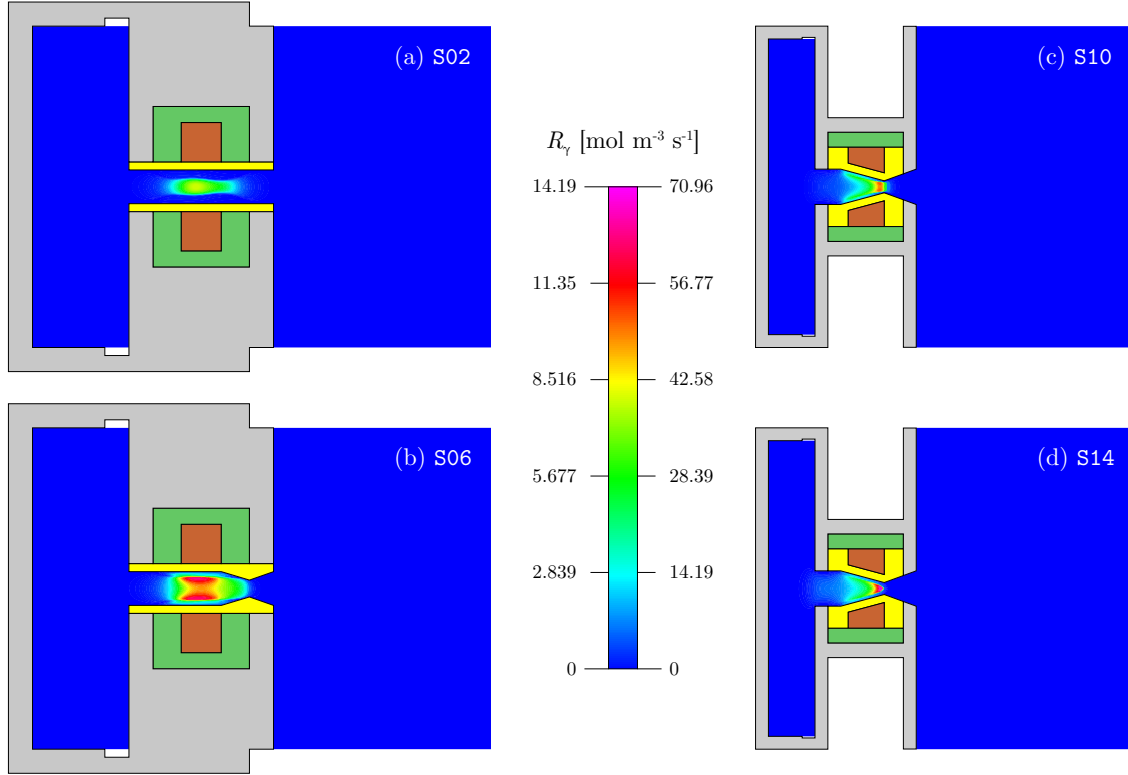 (a) S02
(c) S10
R_γ [mol m⁻³ s⁻¹]
14.19 70.96
11.35 56.77
8.516 42.58
5.677 28.39
2.839 14.19
0 0
(b) S06
(d) S14